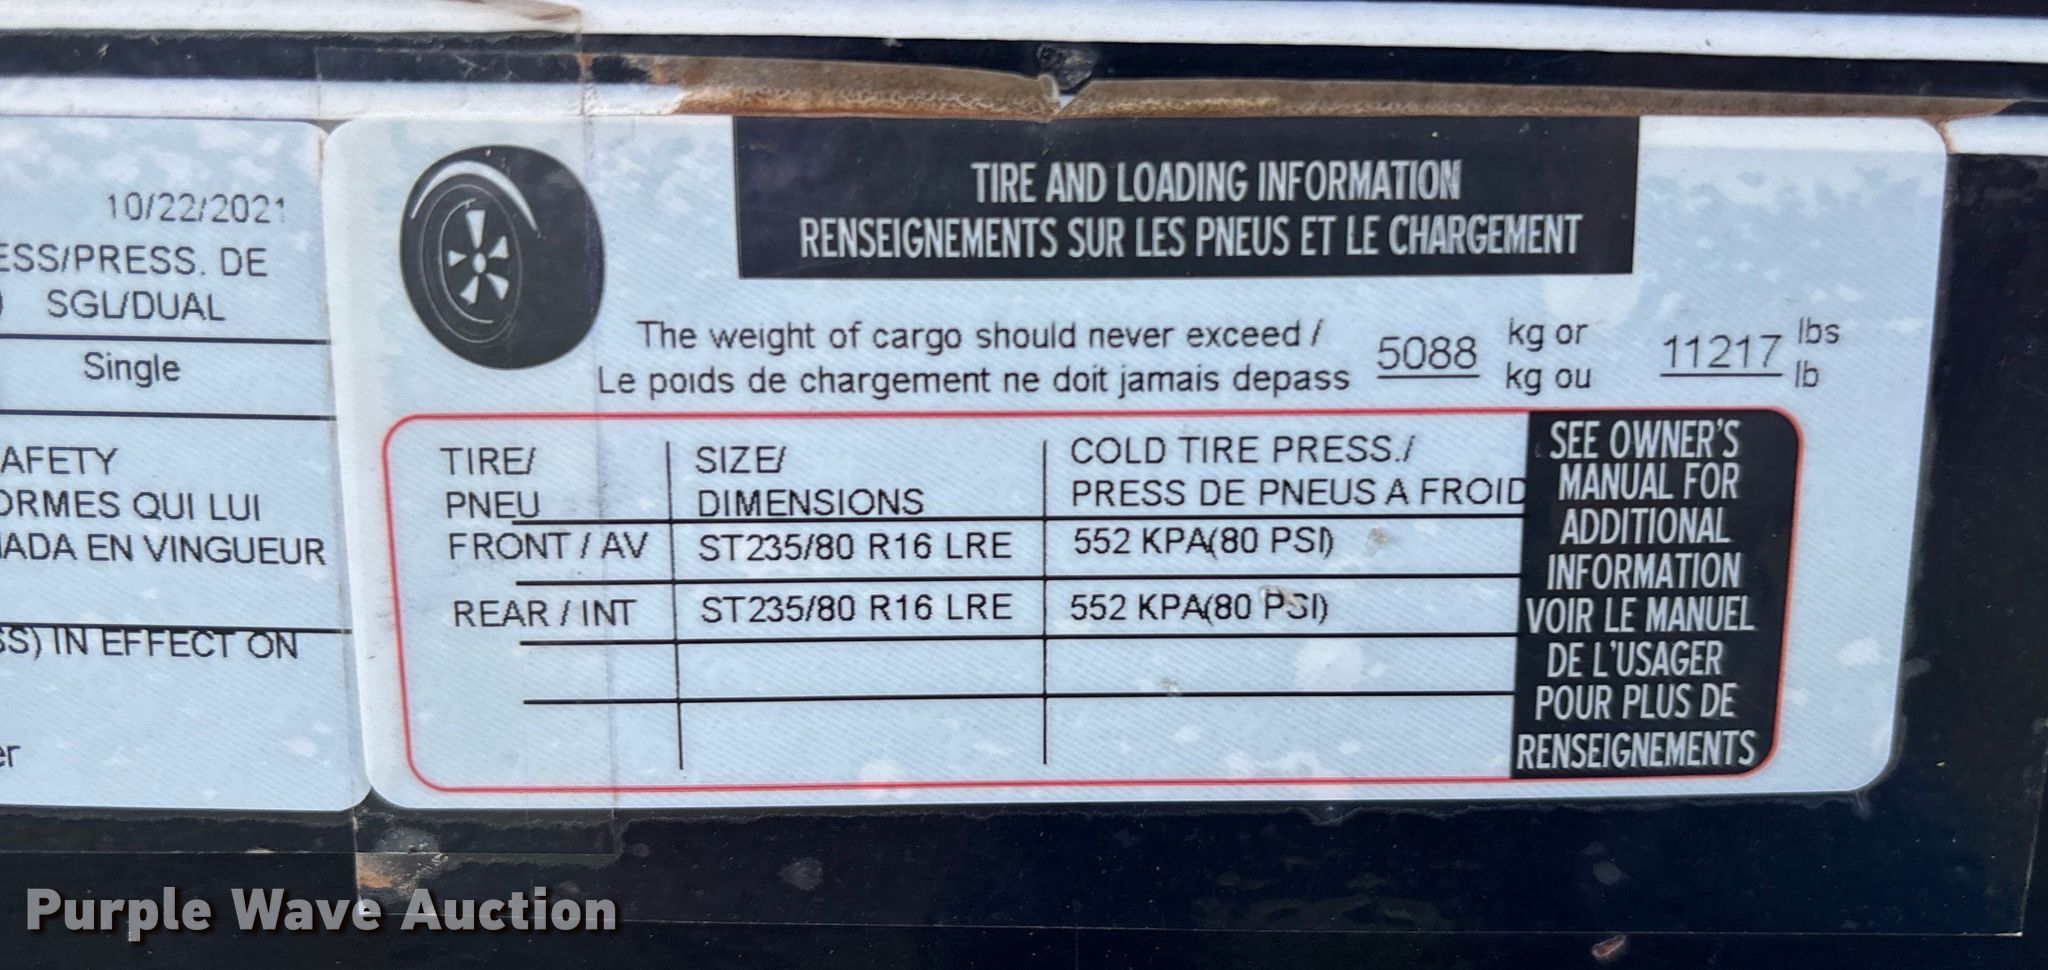 10/22/2021
ESS/PRESS. DE
SGL/DUAL
Single
AFETY
ORMES QUI LUI
NADA EN VINGUEUR
SS) IN EFFECT ON
er
TIRE AND LOADING INFORMATION
RENSEIGNEMENTS SUR LES PNEUS ET LE CHARGEMENT
The weight of cargo should never exceed / 5088 kg or 11217 lbs
Le poids de chargement ne doit jamais depass kg ou lb
TIRE/ SIZE/ COLD TIRE PRESS./
PNEU DIMENSIONS PRESS DE PNEUS A FROID
FRONT / AV ST235/80 R16 LRE 552 KPA(80 PSI)
REAR / INT ST235/80 R16 LRE 552 KPA(80 PSI)
SEE OWNER'S
MANUAL FOR
ADDITIONAL
INFORMATION
VOIR LE MANUEL
DE L'USAGER
POUR PLUS DE
RENSEIGNEMENTS
Purple Wave Auction